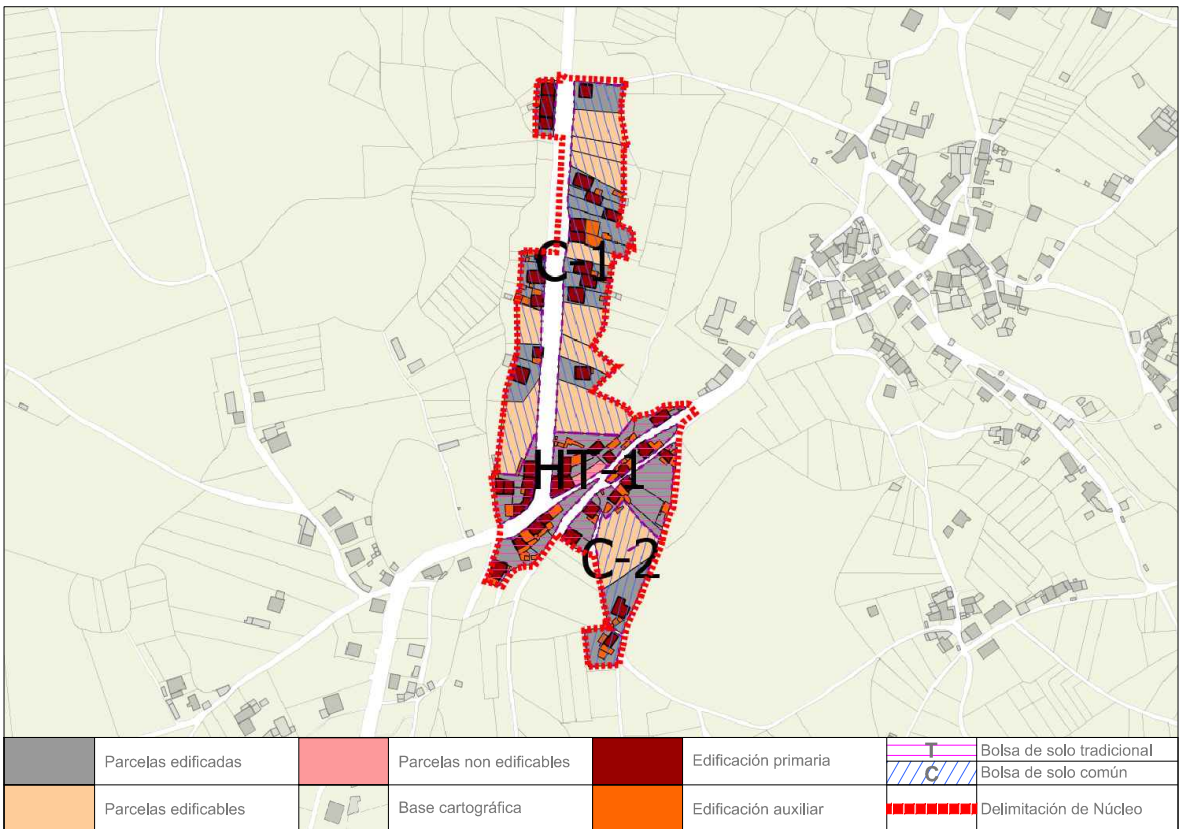 C-1
HT-1
C-2
Parcelas edificadas
Parcelas non edificables
Edificación primaria
T
Bolsa de solo tradicional
C
Bolsa de solo común
Parcelas edificables
Base cartográfica
Edificación auxiliar
Delimitación de Núcleo